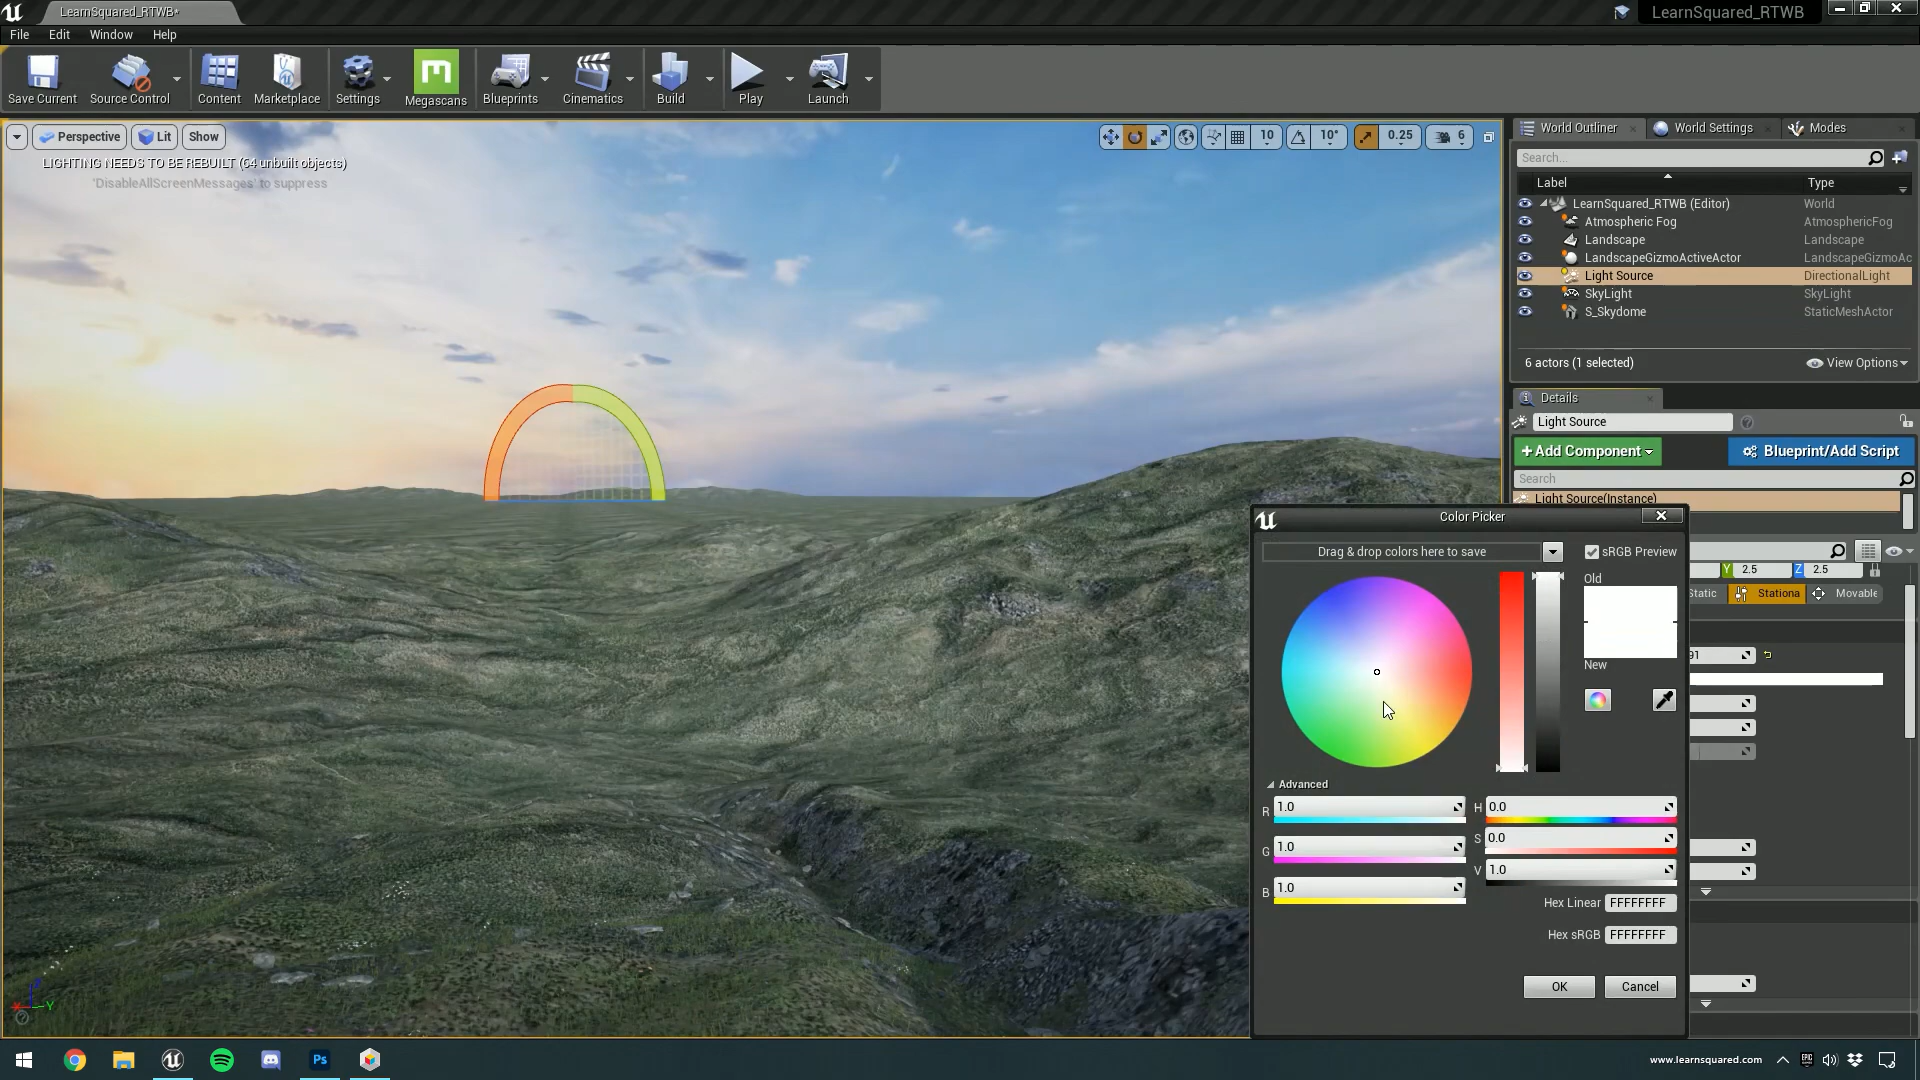 LearnSquared_RTWB*
LearnSquared_RTWB
File Edit Window Help
Save Current Source Control Content Marketplace Settings Megascans Blueprints Cinematics Build Play Launch
Perspective Lit Show
10 10° 0.25 6
LIGHTING NEEDS TO BE REBUILT (64 unbuilt objects)
'DisableAllScreenMessages' to suppress
World Outliner World Settings Modes
Search...
Label Type
LearnSquared_RTWB (Editor) World
Atmospheric Fog AtmosphericFog
Landscape Landscape
LandscapeGizmoActiveActor LandscapeGizmoAc
Light Source DirectionalLight
SkyLight SkyLight
S_Skydome StaticMeshActor
6 actors (1 selected) View Options
Details
Light Source
+Add Component Blueprint/Add Script
Search
Light Source(Instance)
Y 2.5 Z 2.5
Static Stationa Movable
91
Color Picker
Drag & drop colors here to save
sRGB Preview
Old
New
Advanced
R 1.0 H 0.0
G 1.0 S 0.0
B 1.0 V 1.0
Hex Linear FFFFFFFF
Hex sRGB FFFFFFFF
OK Cancel
X Y
Ps
www.learnsquared.com